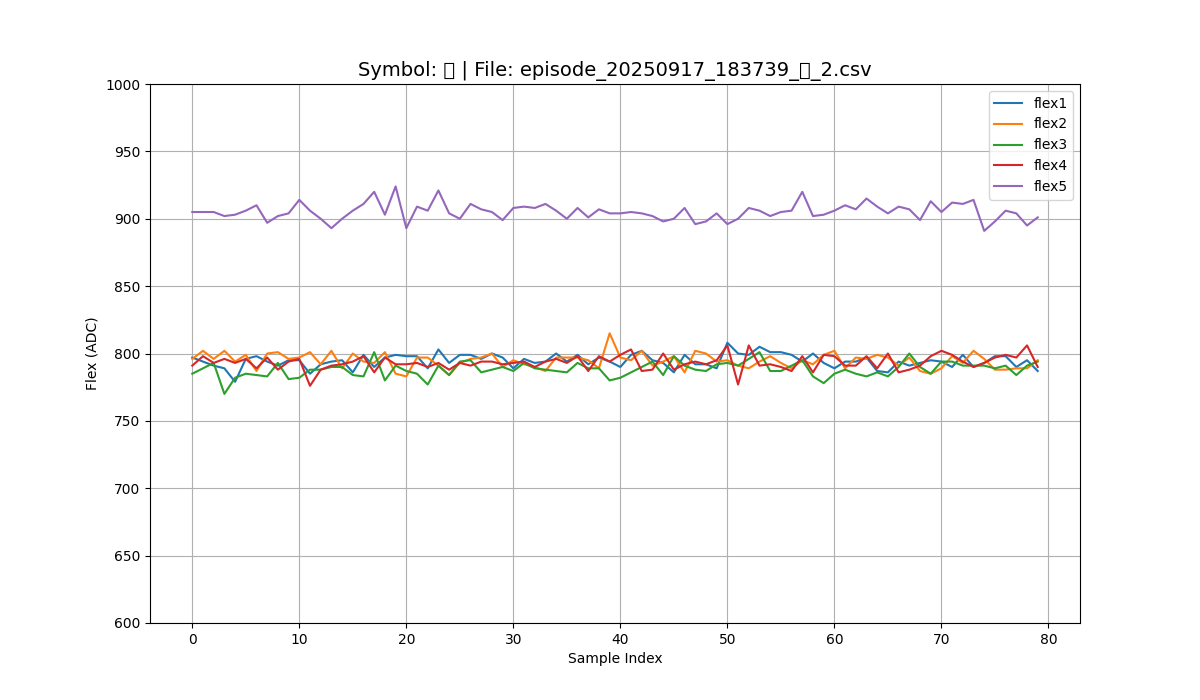 Symbol: | File: episode_20250917_183739_ _2.csv
1000
950
900
850
800
750
700
650
600
Flex (ADC)
flex1
flex2
flex3
flex4
flex5
0 10 20 30 40 50 60 70 80
Sample Index